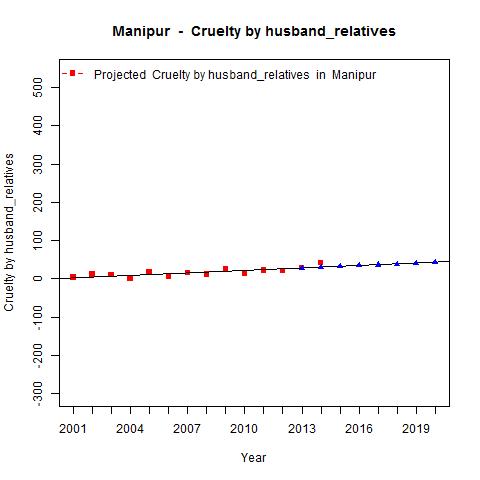 Manipur - Cruelty by husband_relatives
Projected Cruelty by husband_relatives in Manipur
Cruelty by husband_relatives
500
400
300
200
100
0
-100
-200
-300
2001 2004 2007 2010 2013 2016 2019
Year